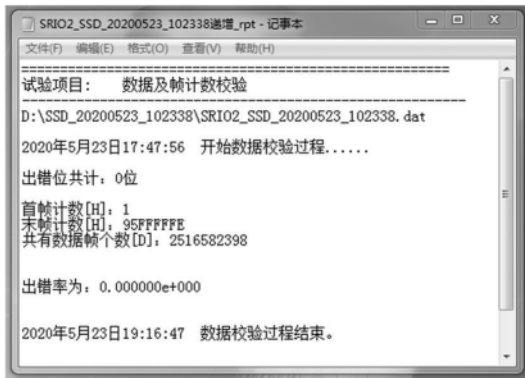 SRIO2_SSD_20200523_102338递增_rpt - 记事本
文件(F) 编辑(E) 格式(O) 查看(V) 帮助(H)
====================================================
试验项目: 数据及帧计数校验
------------------------------------------------------
D:\SSD_20200523_102338\SRIO2_SSD_20200523_102338.dat
2020年5月23日17:47:56 开始数据校验过程......
出错位共计: 0位
首帧计数[H]: 1
末帧计数[H]: 95FFFFFE
共有数据帧个数[D]: 2516582398
出错率为: 0.000000e+000
2020年5月23日19:16:47 数据校验过程结束。